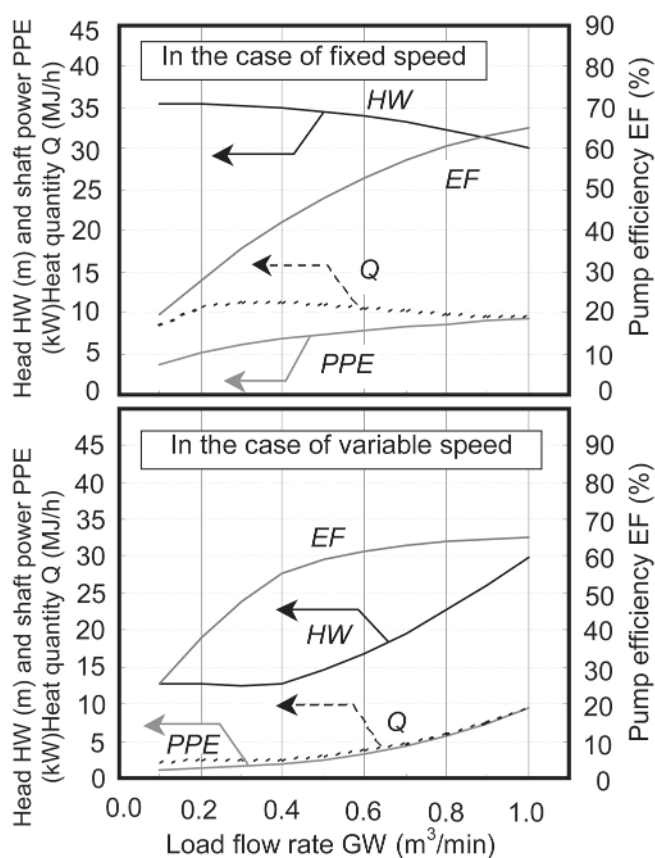 Head HW (m) and shaft power PPE
(kW)Heat quantity Q (MJ/h)
45
40
35
30
25
20
15
10
5
0
In the case of fixed speed
HW
EF
Q
PPE
90
80
70
60
50
40
30
20
10
0
Pump efficiency EF (%)
Head HW (m) and shaft power PPE
(kW)Heat quantity Q (MJ/h)
45
40
35
30
25
20
15
10
5
0
In the case of variable speed
EF
HW
Q
PPE
90
80
70
60
50
40
30
20
10
0
Pump efficiency EF (%)
0.0 0.2 0.4 0.6 0.8 1.0
Load flow rate GW (m³/min)